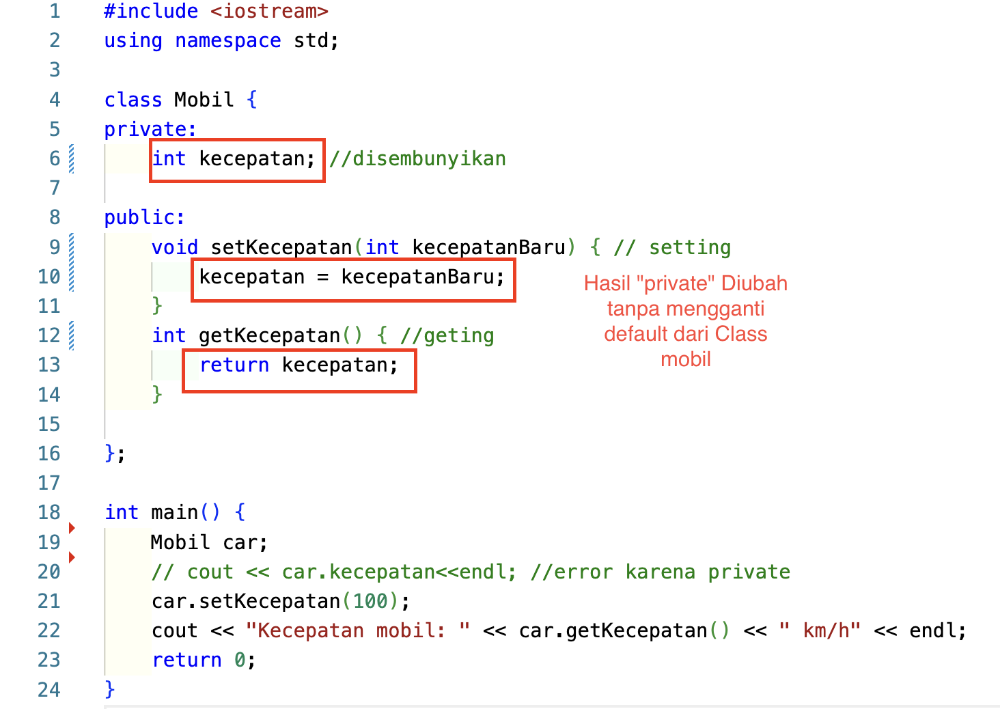 1 #include <iostream>
2 using namespace std;
3
4 class Mobil {
5 private:
6 int kecepatan; //disembunyikan
7
8 public:
9 void setKecepatan(int kecepatanBaru) { // setting
10 kecepatan = kecepatanBaru;
11 }
12 int getKecepatan() { //geting
13 return kecepatan;
14 }
15
16 };
17
18 int main() {
19 Mobil car;
20 // cout << car.kecepatan<<endl; //error karena private
21 car.setKecepatan(100);
22 cout << "Kecepatan mobil: " << car.getKecepatan() << " km/h" << endl;
23 return 0;
24 }
Hasil "private" Diubah
tanpa mengganti
default dari Class
mobil